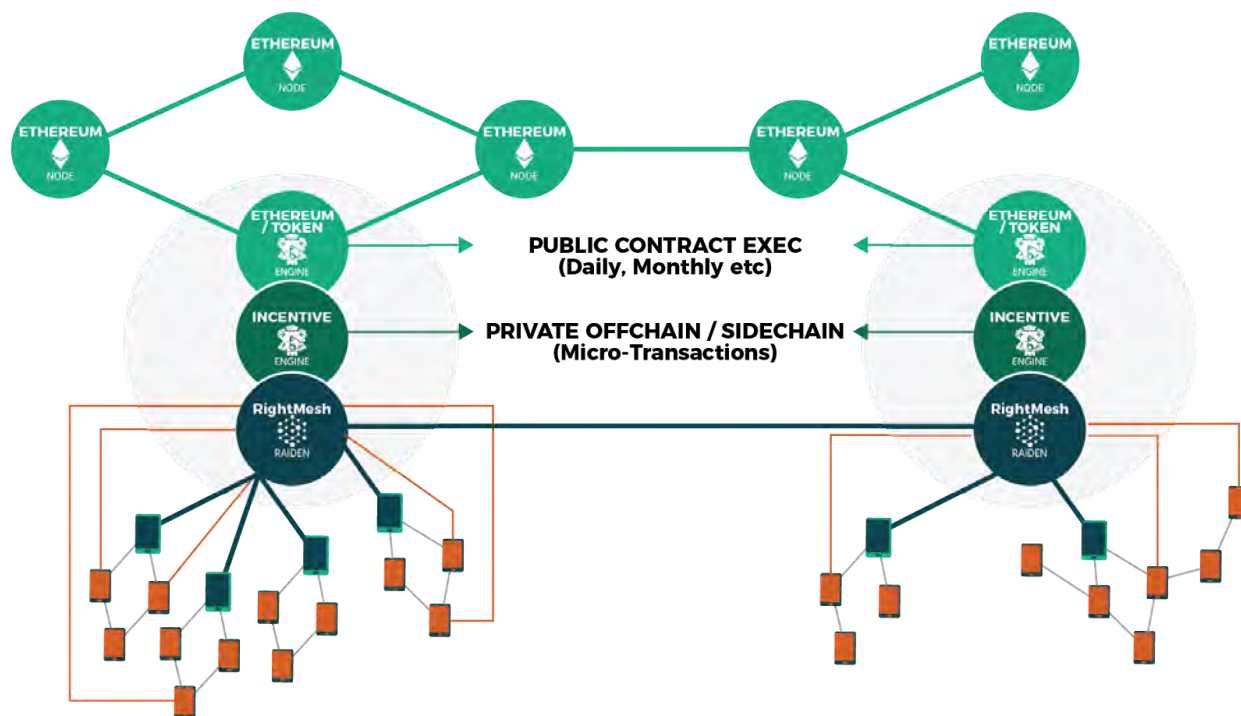 ETHEREUM
NODE
ETHEREUM
NODE
ETHEREUM
NODE
ETHEREUM
NODE
ETHEREUM
NODE
ETHEREUM
/ TOKEN
ENGINE
PUBLIC CONTRACT EXEC
(Daily, Monthly etc)
ETHEREUM
/ TOKEN
ENGINE
INCENTIVE
ENGINE
PRIVATE OFFCHAIN / SIDECHAIN
(Micro-Transactions)
INCENTIVE
ENGINE
RightMesh
RAIDEN
RightMesh
RAIDEN